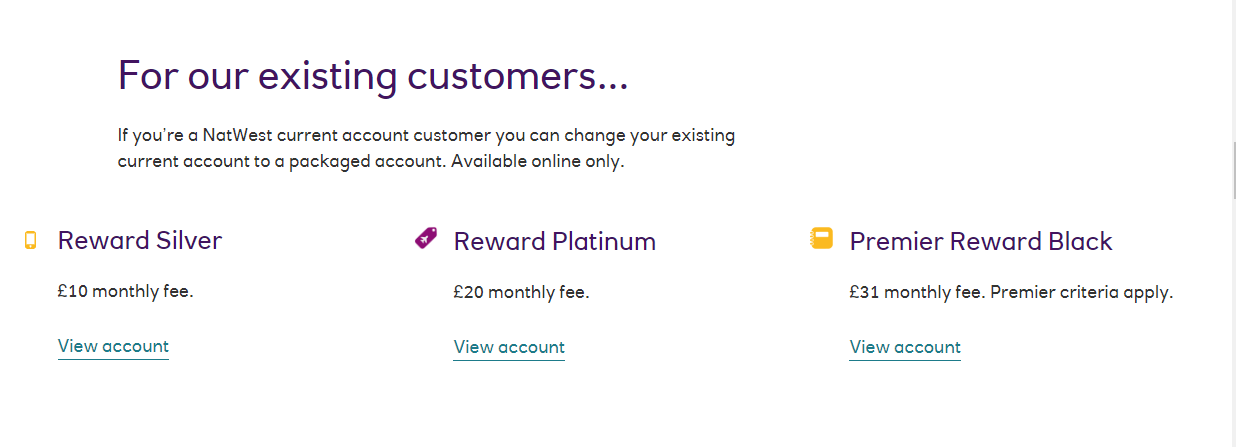 For our existing customers...
If you're a NatWest current account customer you can change your existing
current account to a packaged account. Available online only.
Reward Silver
£10 monthly fee.
View account
Reward Platinum
£20 monthly fee.
View account
Premier Reward Black
£31 monthly fee. Premier criteria apply.
View account